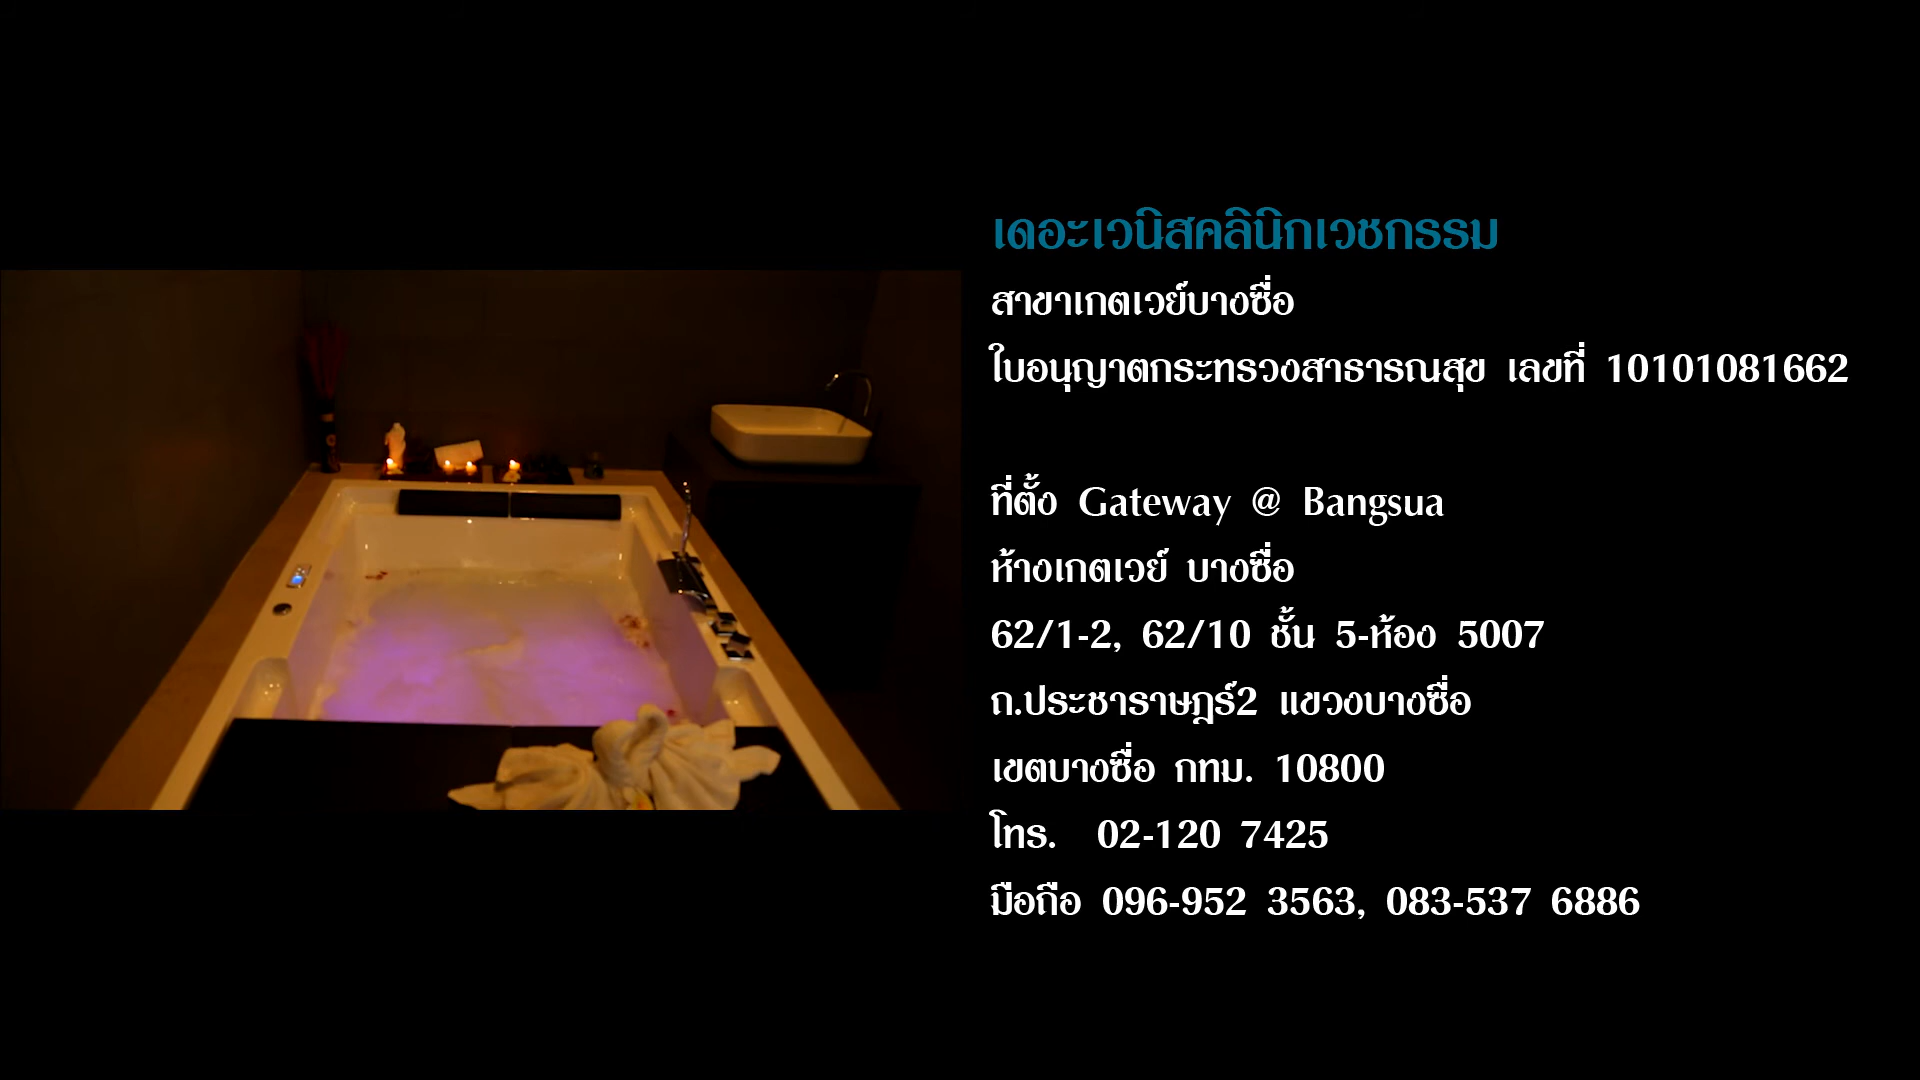 เดอะเวนิสคลินิกเวชกรรม
สาขาเกตเวย์บางซื่อ
ใบอนุญาตกระทรวงสาธารณสุข เลขที่ 10101081662
ที่ตั้ง Gateway @ Bangsua
ห้างเกตเวย์ บางซื่อ
62/1-2, 62/10 ชั้น 5-ห้อง 5007
ถ.ประชาราษฎร์2 แขวงบางซื่อ
เขตบางซื่อ กทม. 10800
โทร. 02-120 7425
มือถือ 096-952 3563, 083-537 6886